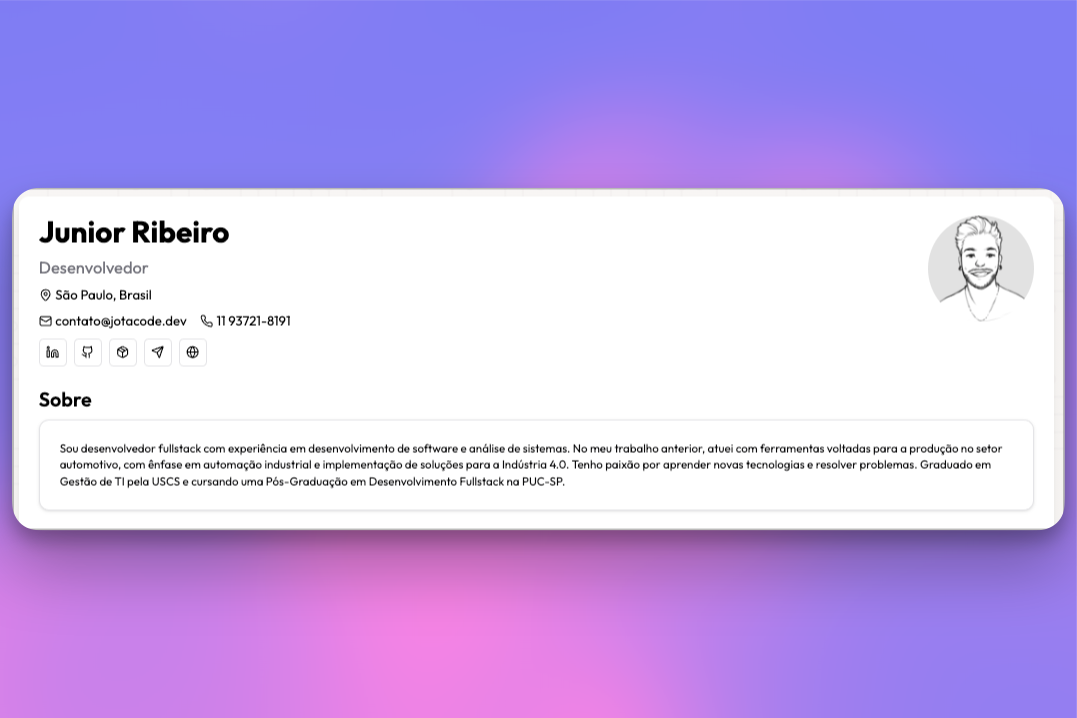 Junior Ribeiro
Desenvolvedor
São Paulo, Brasil
contato@jotacode.dev 11 93721-8191
Sobre
Sou desenvolvedor fullstack com experiência em desenvolvimento de software e análise de sistemas. No meu trabalho anterior, atuei com ferramentas voltadas para a produção no setor
automotivo, com ênfase em automação industrial e implementação de soluções para a Indústria 4.0. Tenho paixão por aprender novas tecnologias e resolver problemas. Graduado em
Gestão de TI pela USCS e cursando uma Pós-Graduação em Desenvolvimento Fullstack na PUC-SP.